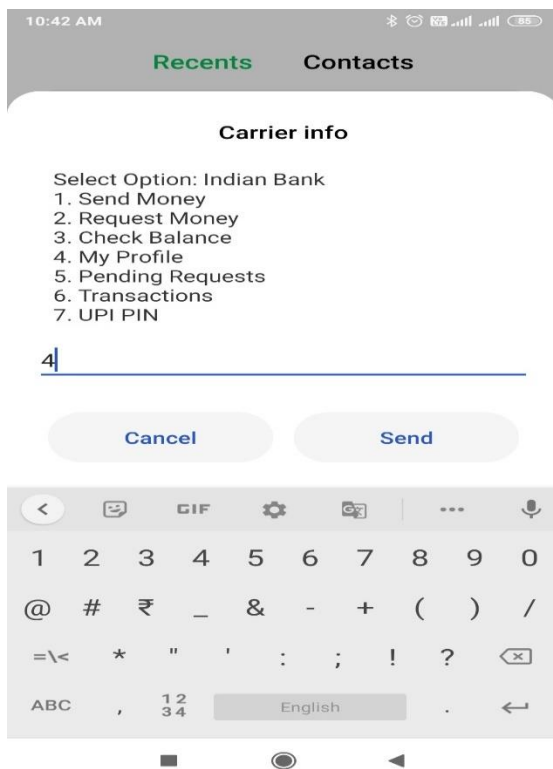 10:42 AM 85
Recents Contacts
Carrier info
Select Option: Indian Bank
1. Send Money
2. Request Money
3. Check Balance
4. My Profile
5. Pending Requests
6. Transactions
7. UPI PIN
4
Cancel Send
GIF
1 2 3 4 5 6 7 8 9 0
@ # ₹ _ & - + ( ) /
=\< * " ' : ; ! ?
ABC , 12 34 English .